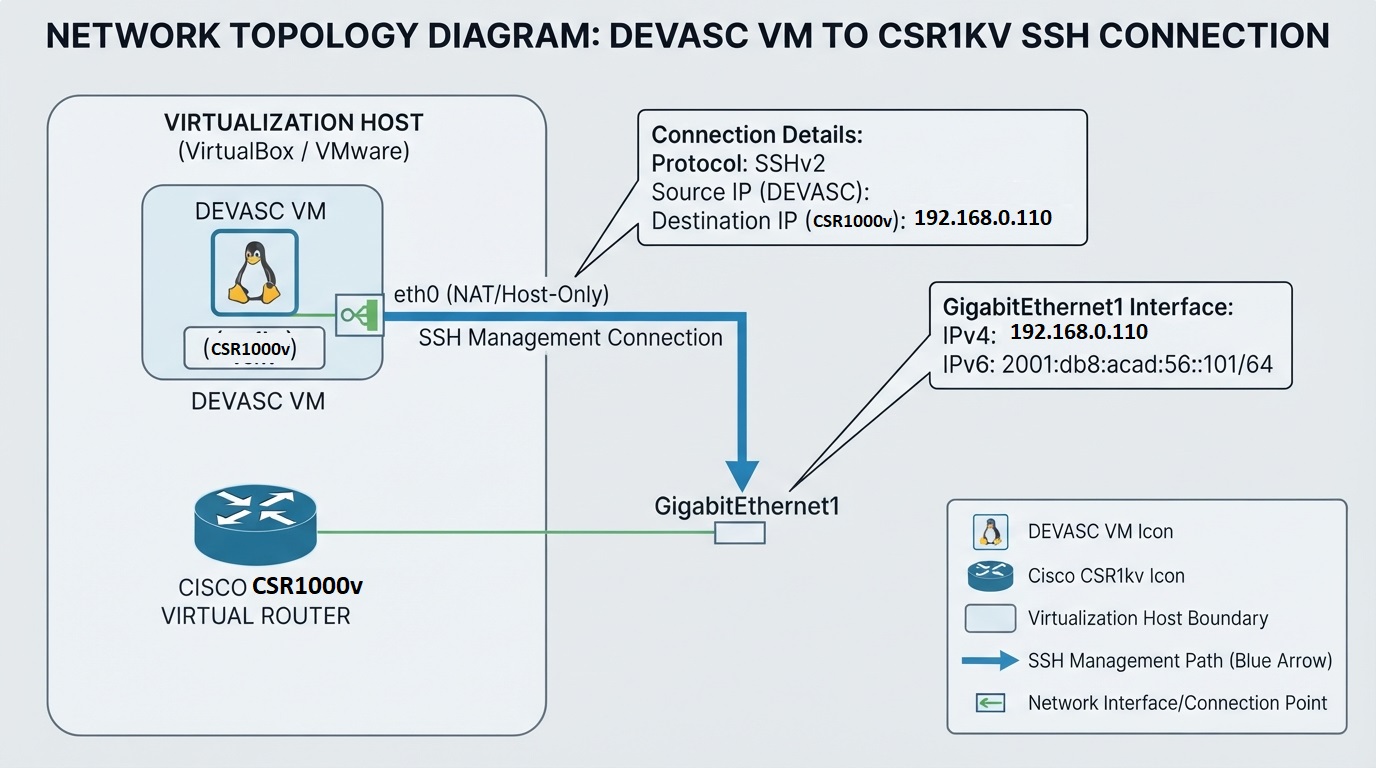 NETWORK TOPOLOGY DIAGRAM: DEVASC VM TO CSR1KV SSH CONNECTION
VIRTUALIZATION HOST
(VirtualBox / VMware)
DEVASC VM
(CSR1000v)
DEVASC VM
eth0 (NAT/Host-Only)
SSH Management Connection
Connection Details:
Protocol: SSHv2
Source IP (DEVASC):
Destination IP (CSR1000v): 192.168.0.110
GigabitEthernet1 Interface:
IPv4: 192.168.0.110
IPv6: 2001:db8:acad:56::101/64
GigabitEthernet1
CISCO CSR1000v
VIRTUAL ROUTER
DEVASC VM Icon
Cisco CSR1kv Icon
Virtualization Host Boundary
SSH Management Path (Blue Arrow)
Network Interface/Connection Point